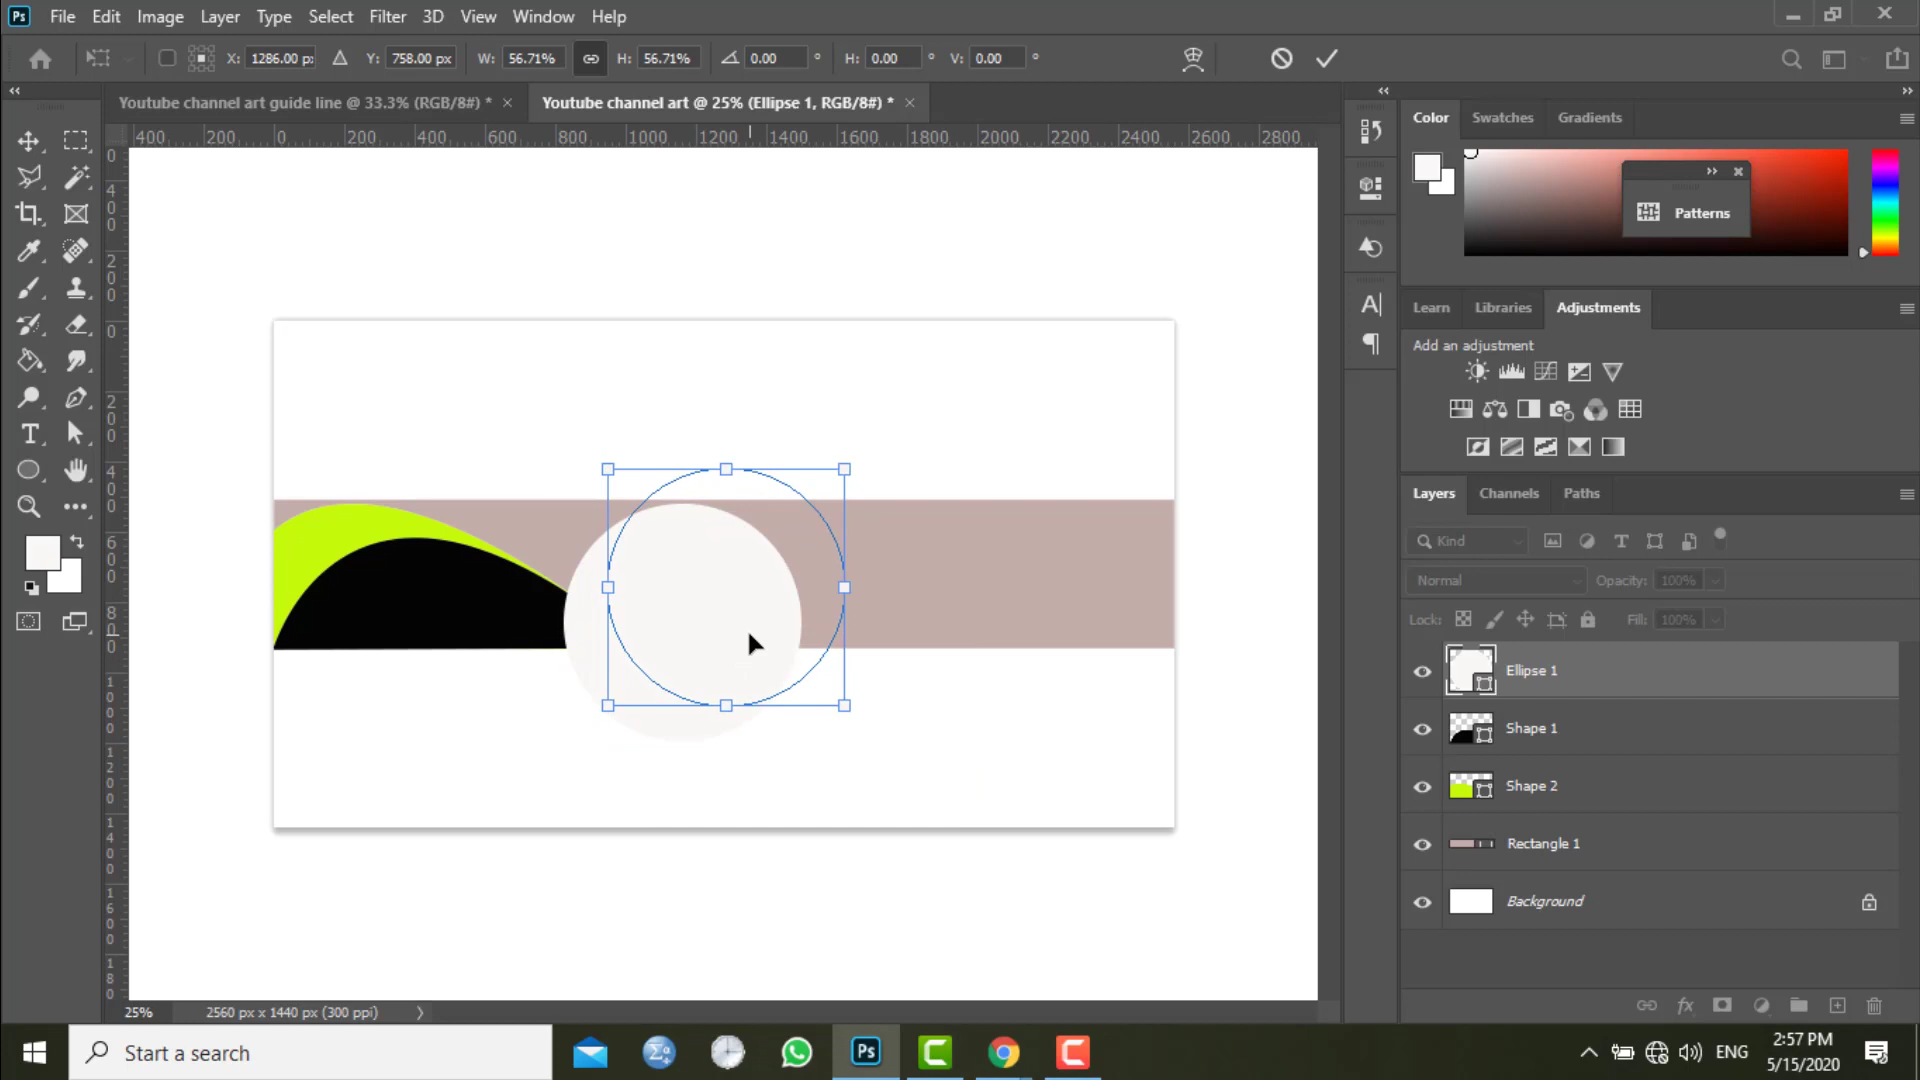 Ps File Edit Image Layer Type Select Filter 3D View Window Help
X: 1286.00 p Y: 758.00 px W: 56.71% H: 56.71% 0.00 ° H: 0.00 ° V: 0.00 °
Youtube channel art guide line @ 33.3% (RGB/8#) * × Youtube channel art @ 25% (Ellipse 1, RGB/8#) * ×
400 200 0 200 400 600 800 1000 1200 1400 1600 1800 2000 2200 2400 2600 2800
Color Swatches Gradients
Patterns
Learn Libraries Adjustments
Add an adjustment
Layers Channels Paths
Kind
Normal Opacity: 100%
Lock: Fill: 100%
Ellipse 1
Shape 1
Shape 2
Rectangle 1
Background
25% 2560 px x 1440 px (300 ppi)
Start a search
Ps
ENG
2:57 PM
5/15/2020